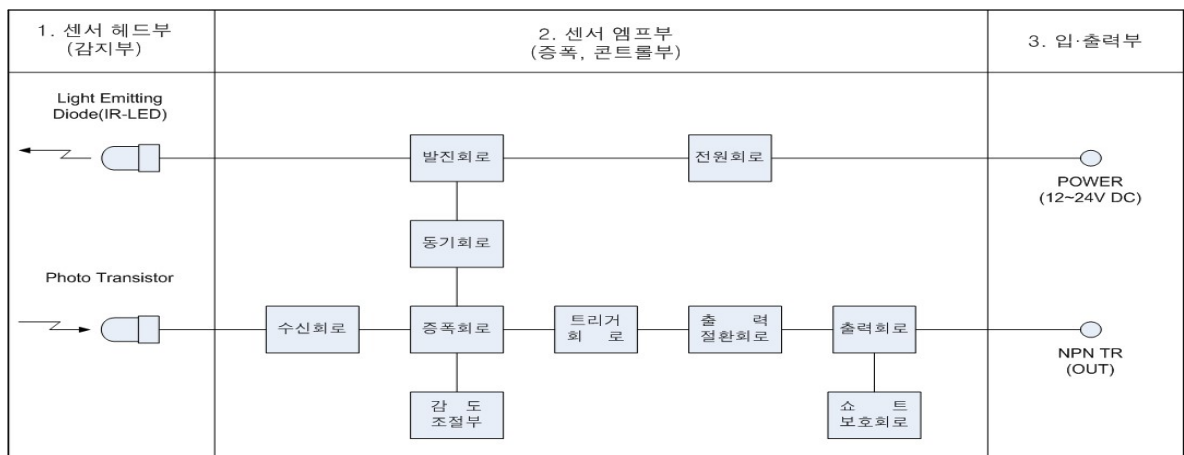 1. 센서 헤드부
(감지부)
2. 센서 엠프부
(증폭, 콘트롤부)
3. 입·출력부
Light Emitting
Diode(IR-LED)
발진회로
전원회로
POWER
(12~24V DC)
동기회로
Photo Transistor
수신회로
증폭회로
트리거
회 로
출 력
절환회로
출력회로
NPN TR
(OUT)
감 도
조절부
쇼 트
보호회로